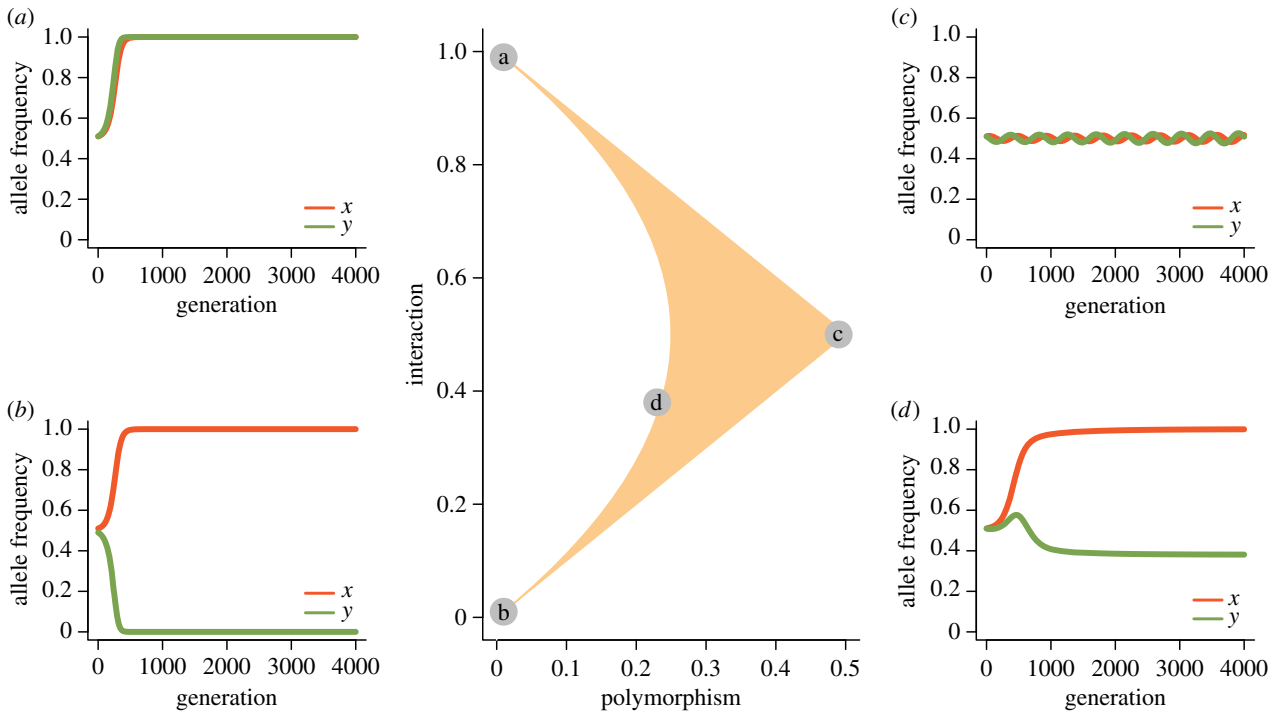 (a)
1.0
0.8
0.6
0.4
0.2
0
allele frequency
x
y
0 1000 2000 3000 4000
generation
(b)
1.0
0.8
0.6
0.4
0.2
0
allele frequency
x
y
0 1000 2000 3000 4000
generation
1.0
0.8
0.6
0.4
0.2
0
interaction
a
c
d
b
0 0.1 0.2 0.3 0.4 0.5
polymorphism
(c)
1.0
0.8
0.6
0.4
0.2
0
allele frequency
x
y
0 1000 2000 3000 4000
generation
(d)
1.0
0.8
0.6
0.4
0.2
0
allele frequency
x
y
0 1000 2000 3000 4000
generation